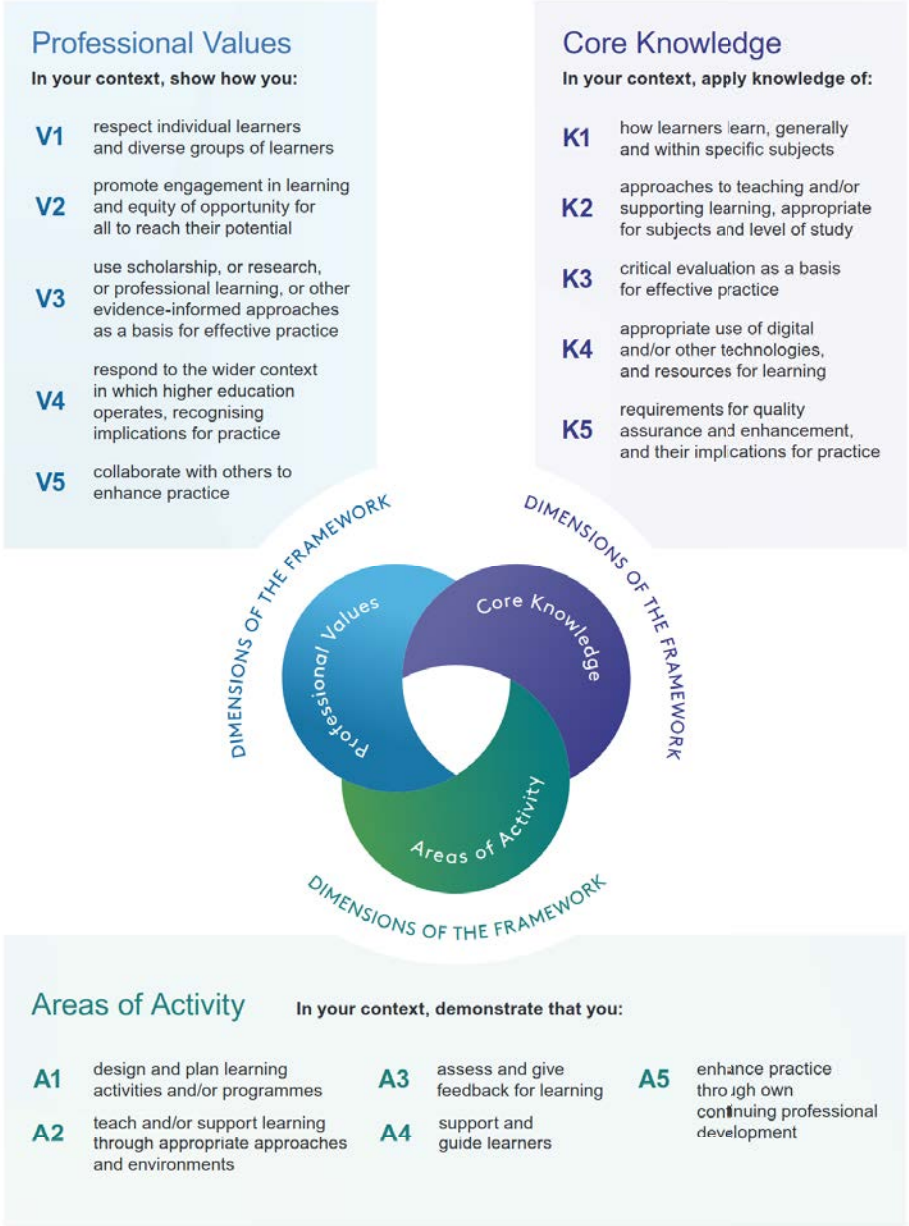 Professional Values
In your context, show how you:
V1 respect individual learners
and diverse groups of learners
V2 promote engagement in learning
and equity of opportunity for
all to reach their potential
V3 use scholarship, or research,
or professional learning, or other
evidence-informed approaches
as a basis for effective practice
V4 respond to the wider context
in which higher education
operates, recognising
implications for practice
V5 collaborate with others to
enhance practice
Core Knowledge
In your context, apply knowledge of:
K1 how learners learn, generally
and within specific subjects
K2 approaches to teaching and/or
supporting learning, appropriate
for subjects and level of study
K3 critical evaluation as a basis
for effective practice
K4 appropriate use of digital
and/or other technologies,
and resources for learning
K5 requirements for quality
assurance and enhancement,
and their implications for practice
DIMENSIONS OF THE FRAMEWORK
DIMENSIONS OF THE FRAMEWORK
Professional Values
Core Knowledge
Areas of Activity
DIMENSIONS OF THE FRAMEWORK
Areas of Activity
In your context, demonstrate that you:
A1 design and plan learning
activities and/or programmes
A2 teach and/or support learning
through appropriate approaches
and environments
A3 assess and give
feedback for learning
A4 support and
guide learners
A5 enhance practice
through own
continuing professional
development